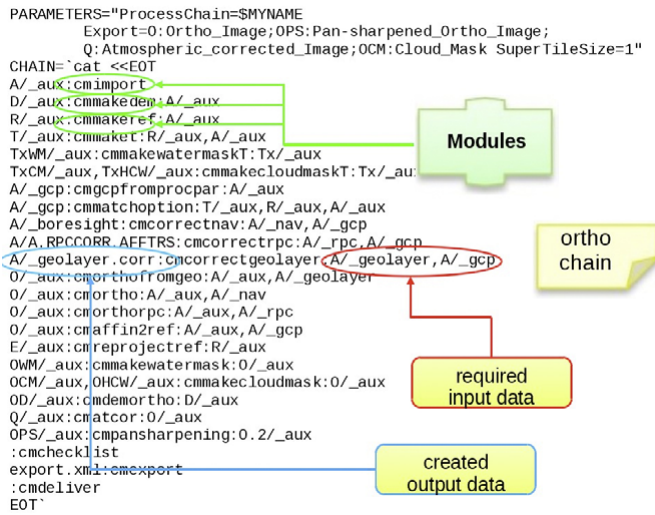 PARAMETERS="ProcessChain=$MYNAME
Export=O:Ortho_Image;OPS:Pan-sharpened_Ortho_Image;
Q:Atmospheric_corrected_Image;OCM:Cloud_Mask SuperTileSize=1"
CHAIN=`cat <<EOT
A/_aux:cmimport
D/_aux:cmmakedem:A/_aux
R/_aux:cmmakeref:A/_aux
T/_aux:cmmaket:R/_aux,A/_aux
TxWM/_aux:cmmakewatermaskT:Tx/_aux
TxCM/_aux,TxHCW/_aux:cmmakecloudmaskT:Tx/_au
A/_gcp:cmgcpfromprocpar:A/_aux
A/_gcp:cmmatchoption:T/_aux,R/_aux,A/_aux
A/_boresight:cmcorrectnav:A/_nav,A/_gcp
A/A.RPCCORR.AFFTRS:cmcorrectrpc:A/_rpc,A/_gcp
A/_geolayer.corr:cmcorrectgeolayer:A/_geolayer,A/_gcp
O/_aux:cmorthofromgeo:A/_aux,A/_geolayer
O/_aux:cmortho:A/_aux,A/_nav
O/_aux:cmorthorpc:A/_aux,A/_rpc
O/_aux:cmaffin2ref:A/_aux,A/_gcp
E/_aux:cmreprojectref:R/_aux
OWM/_aux:cmmakewatermask:O/_aux
OCM/_aux,OHCW/_aux:cmmakecloudmask:O/_aux
OD/_aux:cmdemortho:D/_aux
Q/_aux:cmatcor:O/_aux
OPS/_aux:cmpansharpening:O.2/_aux
:cmchecklist
export.xml:cmexport
:cmdeliver
EOT`
Modules
ortho
chain
required
input data
created
output data